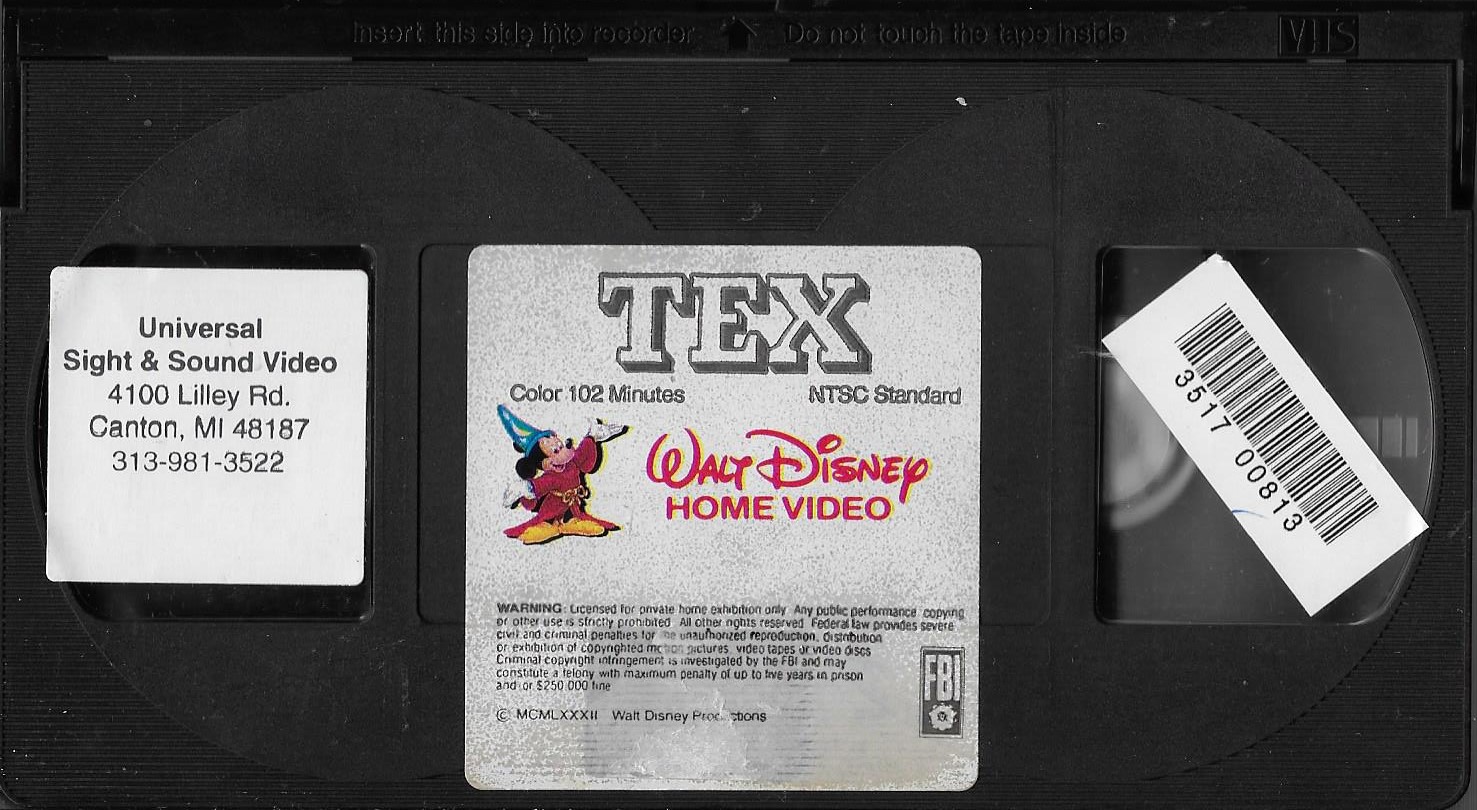 Insert this side into recorder Do not touch the tape inside VHS
Universal
Sight & Sound Video
4100 Lilley Rd.
Canton, MI 48187
313-981-3522
TEX
Color 102 Minutes NTSC Standard
WALT DISNEY
HOME VIDEO
WARNING: Licensed for private home exhibition only Any public performance, copying
or other use is strictly prohibited All other rights reserved Federal law provides severe
civil and criminal penalties for unauthorized reproduction, distribution
or exhibition of copyrighted pictures, video tapes or video discs
Criminal copyright infringement is investigated by the FBI and may
constitute a felony with maximum penalty of up to five years in prison
and/or $250 000 fine
© MCMLXXXII Walt Disney
FBI
3517 00813